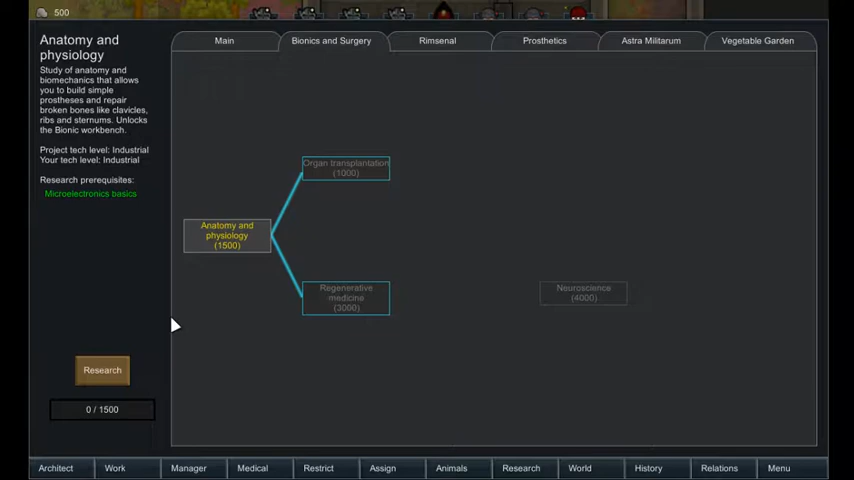 500
Anatomy and
physiology
Study of anatomy and
biomechanics that allows
you to build simple
prostheses and repair
broken bones like clavicles,
ribs and sternums. Unlocks
the Bionic workbench.
Project tech level: Industrial
Your tech level: Industrial
Research prerequisites:
Microelectronics basics
Research
0 / 1500
Main Bionics and Surgery Rimsenal Prosthetics Astra Militarum Vegetable Garden
Organ transplantation
(1000)
Anatomy and
physiology
(1500)
Regenerative
medicine
(3000)
Neuroscience
(4000)
Architect Work Manager Medical Restrict Assign Animals Research World History Relations Menu